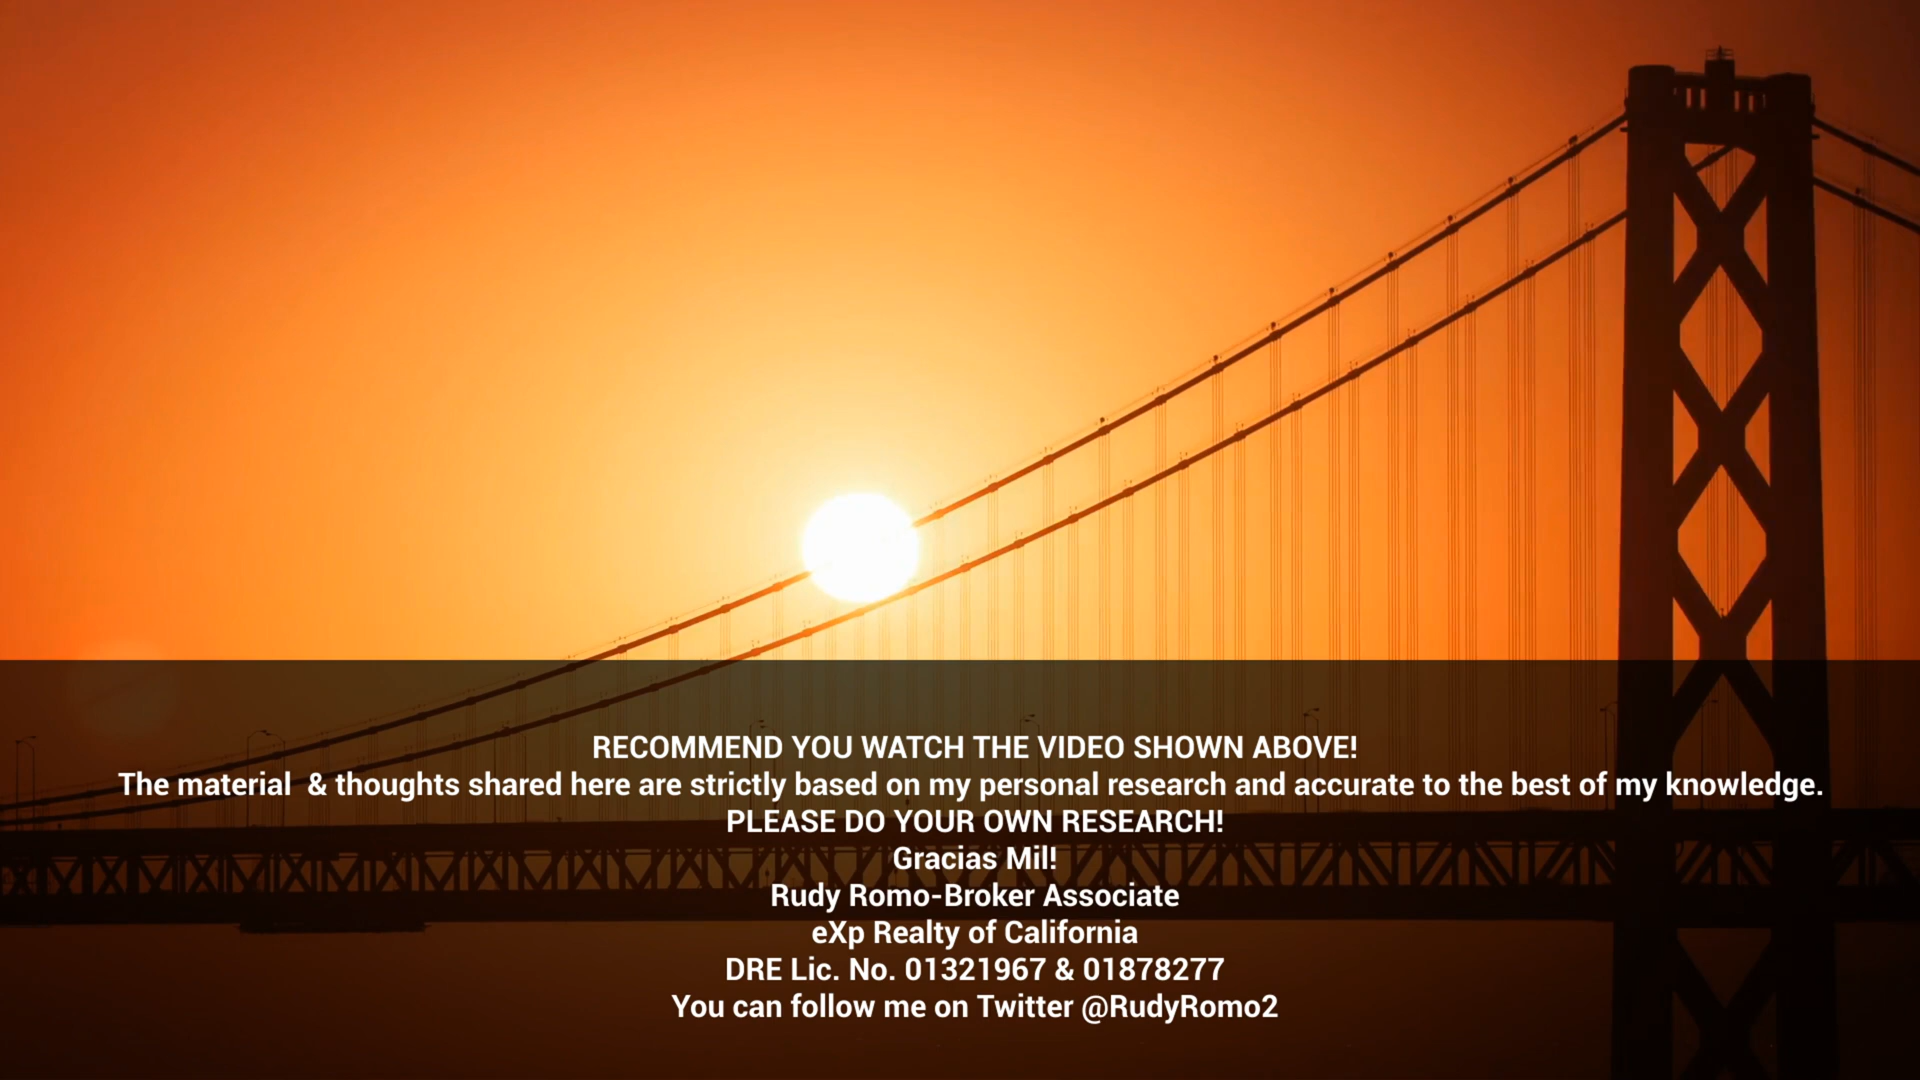 RECOMMEND YOU WATCH THE VIDEO SHOWN ABOVE!
The material  & thoughts shared here are strictly based on my personal research and accurate to the best of my knowledge.
PLEASE DO YOUR OWN RESEARCH!
Gracias Mil!
Rudy Romo-Broker Associate
eXp Realty of California
DRE Lic. No. 01321967 & 01878277
You can follow me on Twitter @RudyRomo2